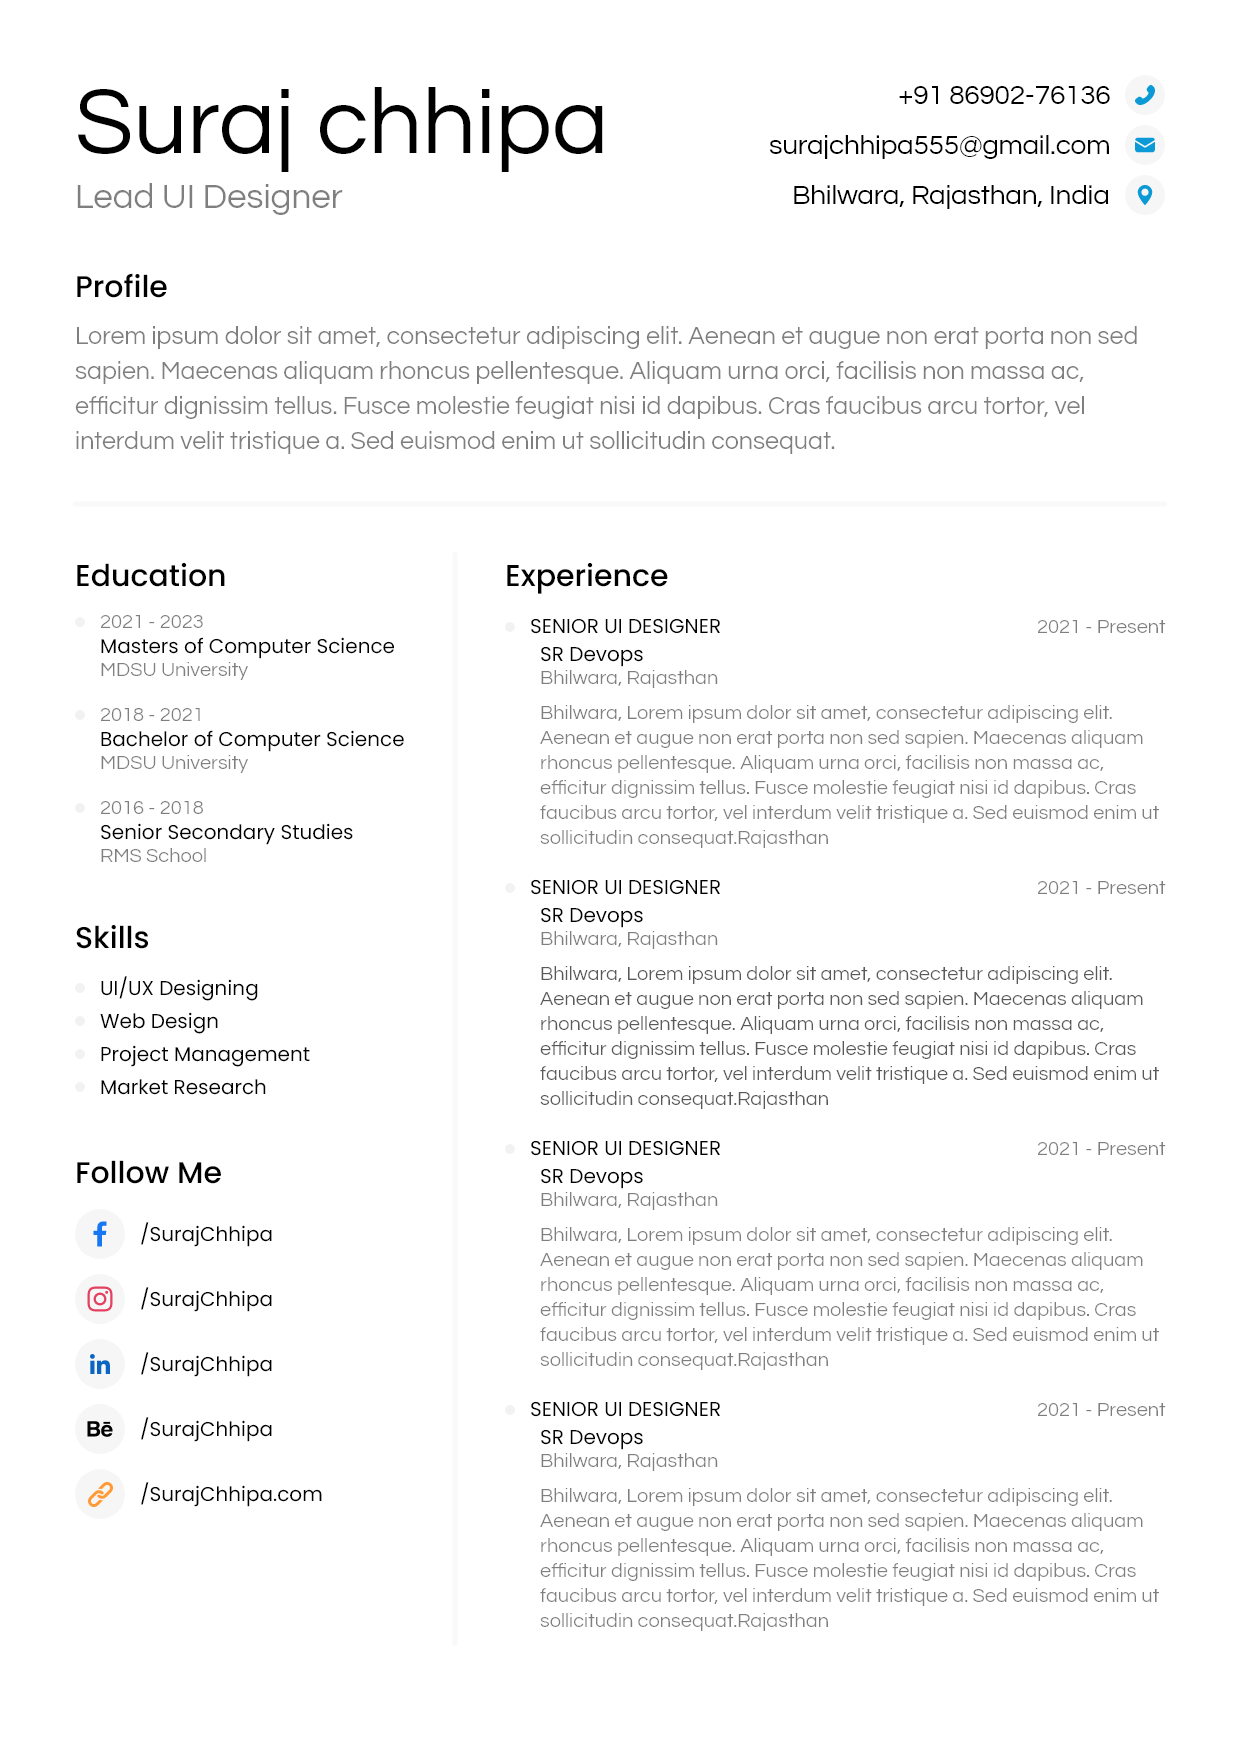 Suraj chhipa
Lead UI Designer
+91 86902-76136
surajchhipa555@gmail.com
Bhilwara, Rajasthan, India
Profile
Lorem ipsum dolor sit amet, consectetur adipiscing elit. Aenean et augue non erat porta non sed
sapien. Maecenas aliquam rhoncus pellentesque. Aliquam urna orci, facilisis non massa ac,
efficitur dignissim tellus. Fusce molestie feugiat nisi id dapibus. Cras faucibus arcu tortor, vel
interdum velit tristique a. Sed euismod enim ut sollicitudin consequat.
Education
2021 - 2023
Masters of Computer Science
MDSU University
2018 - 2021
Bachelor of Computer Science
MDSU University
2016 - 2018
Senior Secondary Studies
RMS School
Skills
UI/UX Designing
Web Design
Project Management
Market Research
Follow Me
/SurajChhipa
/SurajChhipa
in /SurajChhipa
Bē /SurajChhipa
/SurajChhipa.com
Experience
SENIOR UI DESIGNER 2021 - Present
SR Devops
Bhilwara, Rajasthan
Bhilwara, Lorem ipsum dolor sit amet, consectetur adipiscing elit.
Aenean et augue non erat porta non sed sapien. Maecenas aliquam
rhoncus pellentesque. Aliquam urna orci, facilisis non massa ac,
efficitur dignissim tellus. Fusce molestie feugiat nisi id dapibus. Cras
faucibus arcu tortor, vel interdum velit tristique a. Sed euismod enim ut
sollicitudin consequat.Rajasthan
SENIOR UI DESIGNER 2021 - Present
SR Devops
Bhilwara, Rajasthan
Bhilwara, Lorem ipsum dolor sit amet, consectetur adipiscing elit.
Aenean et augue non erat porta non sed sapien. Maecenas aliquam
rhoncus pellentesque. Aliquam urna orci, facilisis non massa ac,
efficitur dignissim tellus. Fusce molestie feugiat nisi id dapibus. Cras
faucibus arcu tortor, vel interdum velit tristique a. Sed euismod enim ut
sollicitudin consequat.Rajasthan
SENIOR UI DESIGNER 2021 - Present
SR Devops
Bhilwara, Rajasthan
Bhilwara, Lorem ipsum dolor sit amet, consectetur adipiscing elit.
Aenean et augue non erat porta non sed sapien. Maecenas aliquam
rhoncus pellentesque. Aliquam urna orci, facilisis non massa ac,
efficitur dignissim tellus. Fusce molestie feugiat nisi id dapibus. Cras
faucibus arcu tortor, vel interdum velit tristique a. Sed euismod enim ut
sollicitudin consequat.Rajasthan
SENIOR UI DESIGNER 2021 - Present
SR Devops
Bhilwara, Rajasthan
Bhilwara, Lorem ipsum dolor sit amet, consectetur adipiscing elit.
Aenean et augue non erat porta non sed sapien. Maecenas aliquam
rhoncus pellentesque. Aliquam urna orci, facilisis non massa ac,
efficitur dignissim tellus. Fusce molestie feugiat nisi id dapibus. Cras
faucibus arcu tortor, vel interdum velit tristique a. Sed euismod enim ut
sollicitudin consequat.Rajasthan